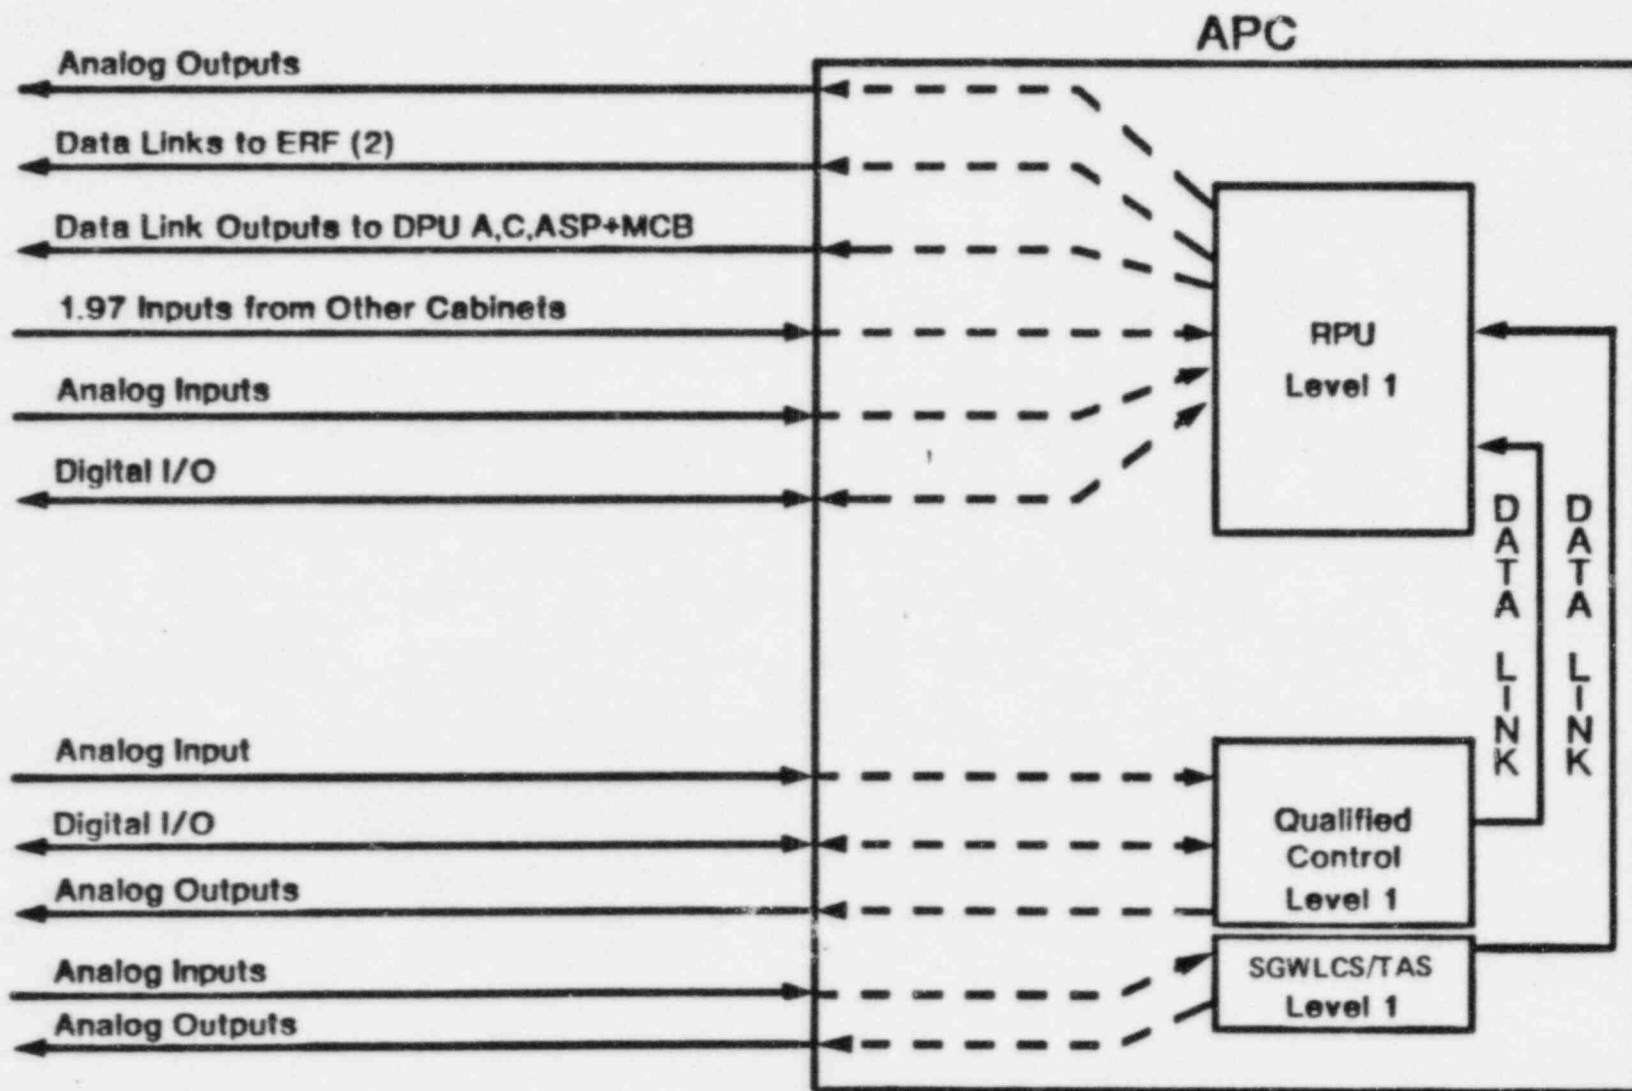 APC
Analog Outputs
Data Links to ERF (2)
Data Link Outputs to DPU A,C,ASP+MCB
1.97 Inputs from Other Cabinets
Analog Inputs
Digital I/O
RPU
Level 1
DATA LINK
DATA LINK
Analog Input
Digital I/O
Analog Outputs
Analog Inputs
Analog Outputs
Qualified
Control
Level 1
SGWLCS/TAS
Level 1